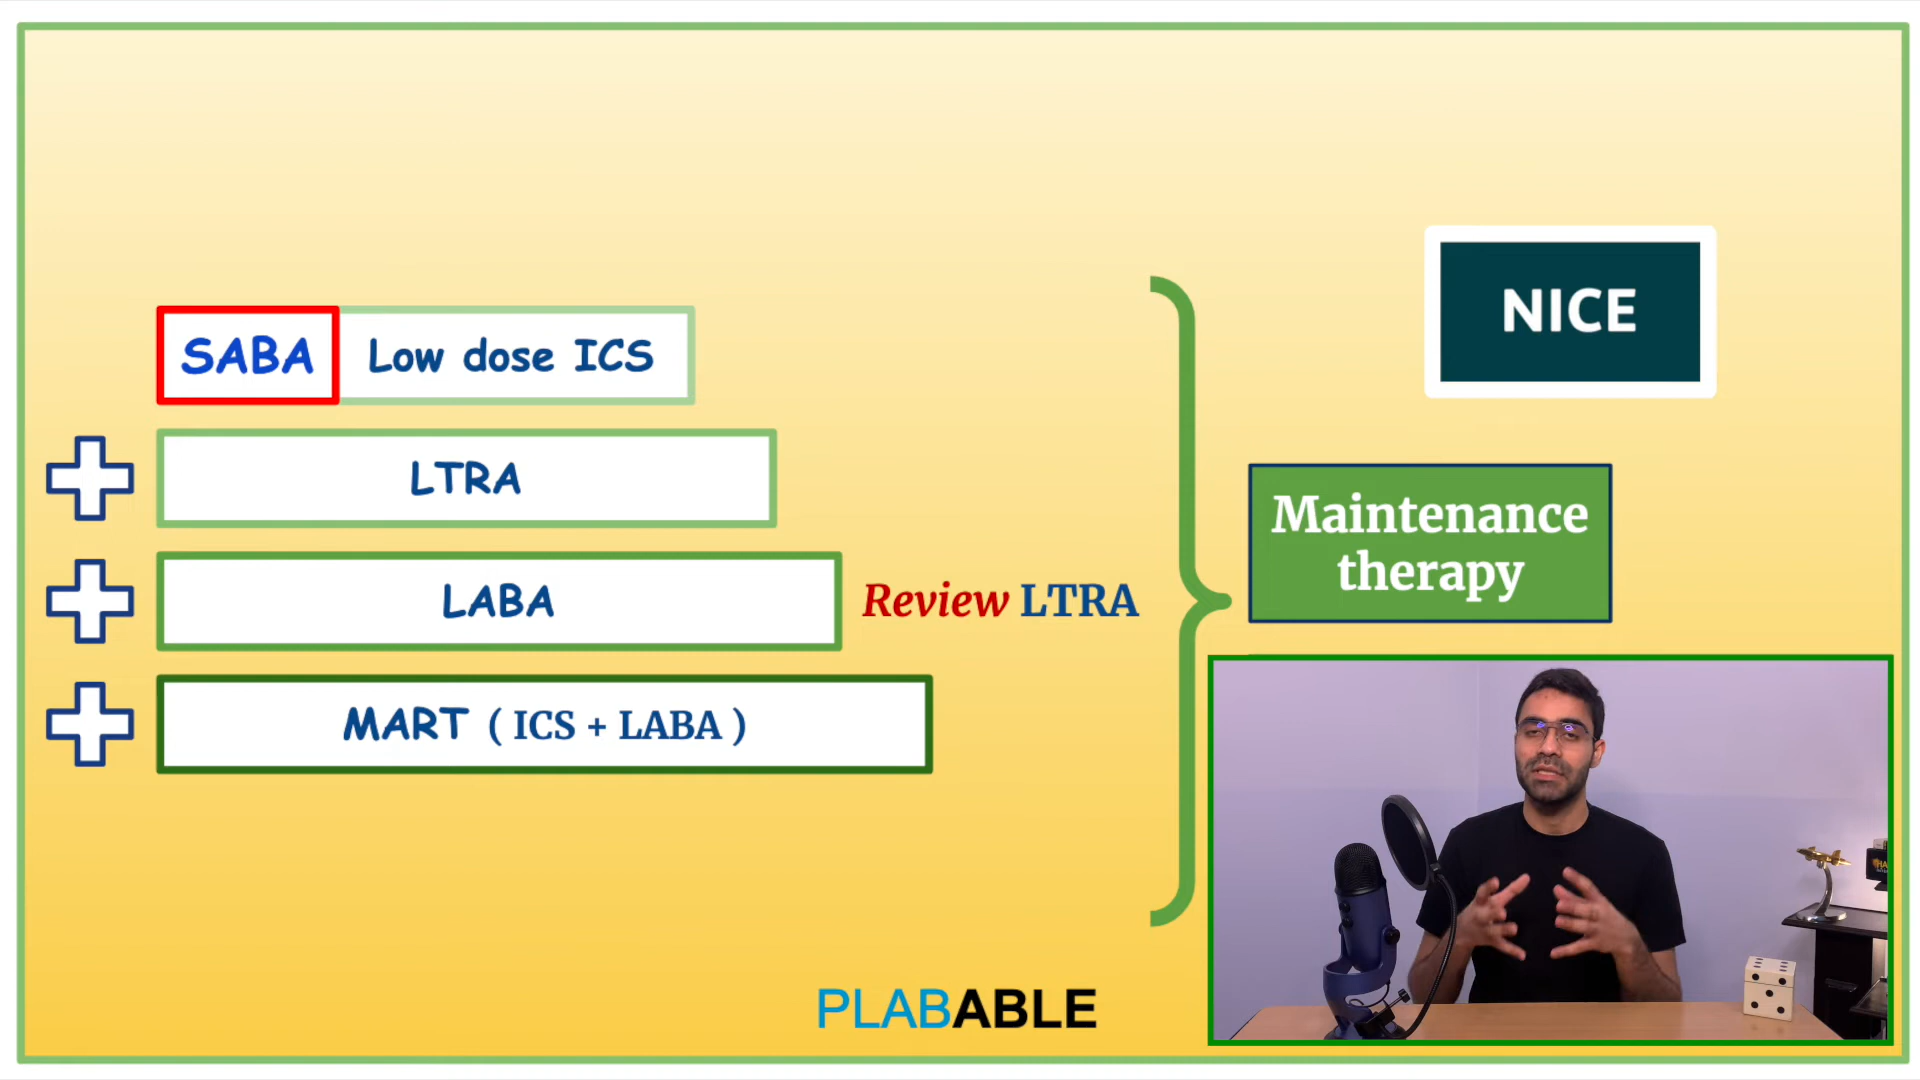 NICE
SABA Low dose ICS
LTRA
LABA Review LTRA
MART ( ICS + LABA )
Maintenance
therapy
PLABABLE